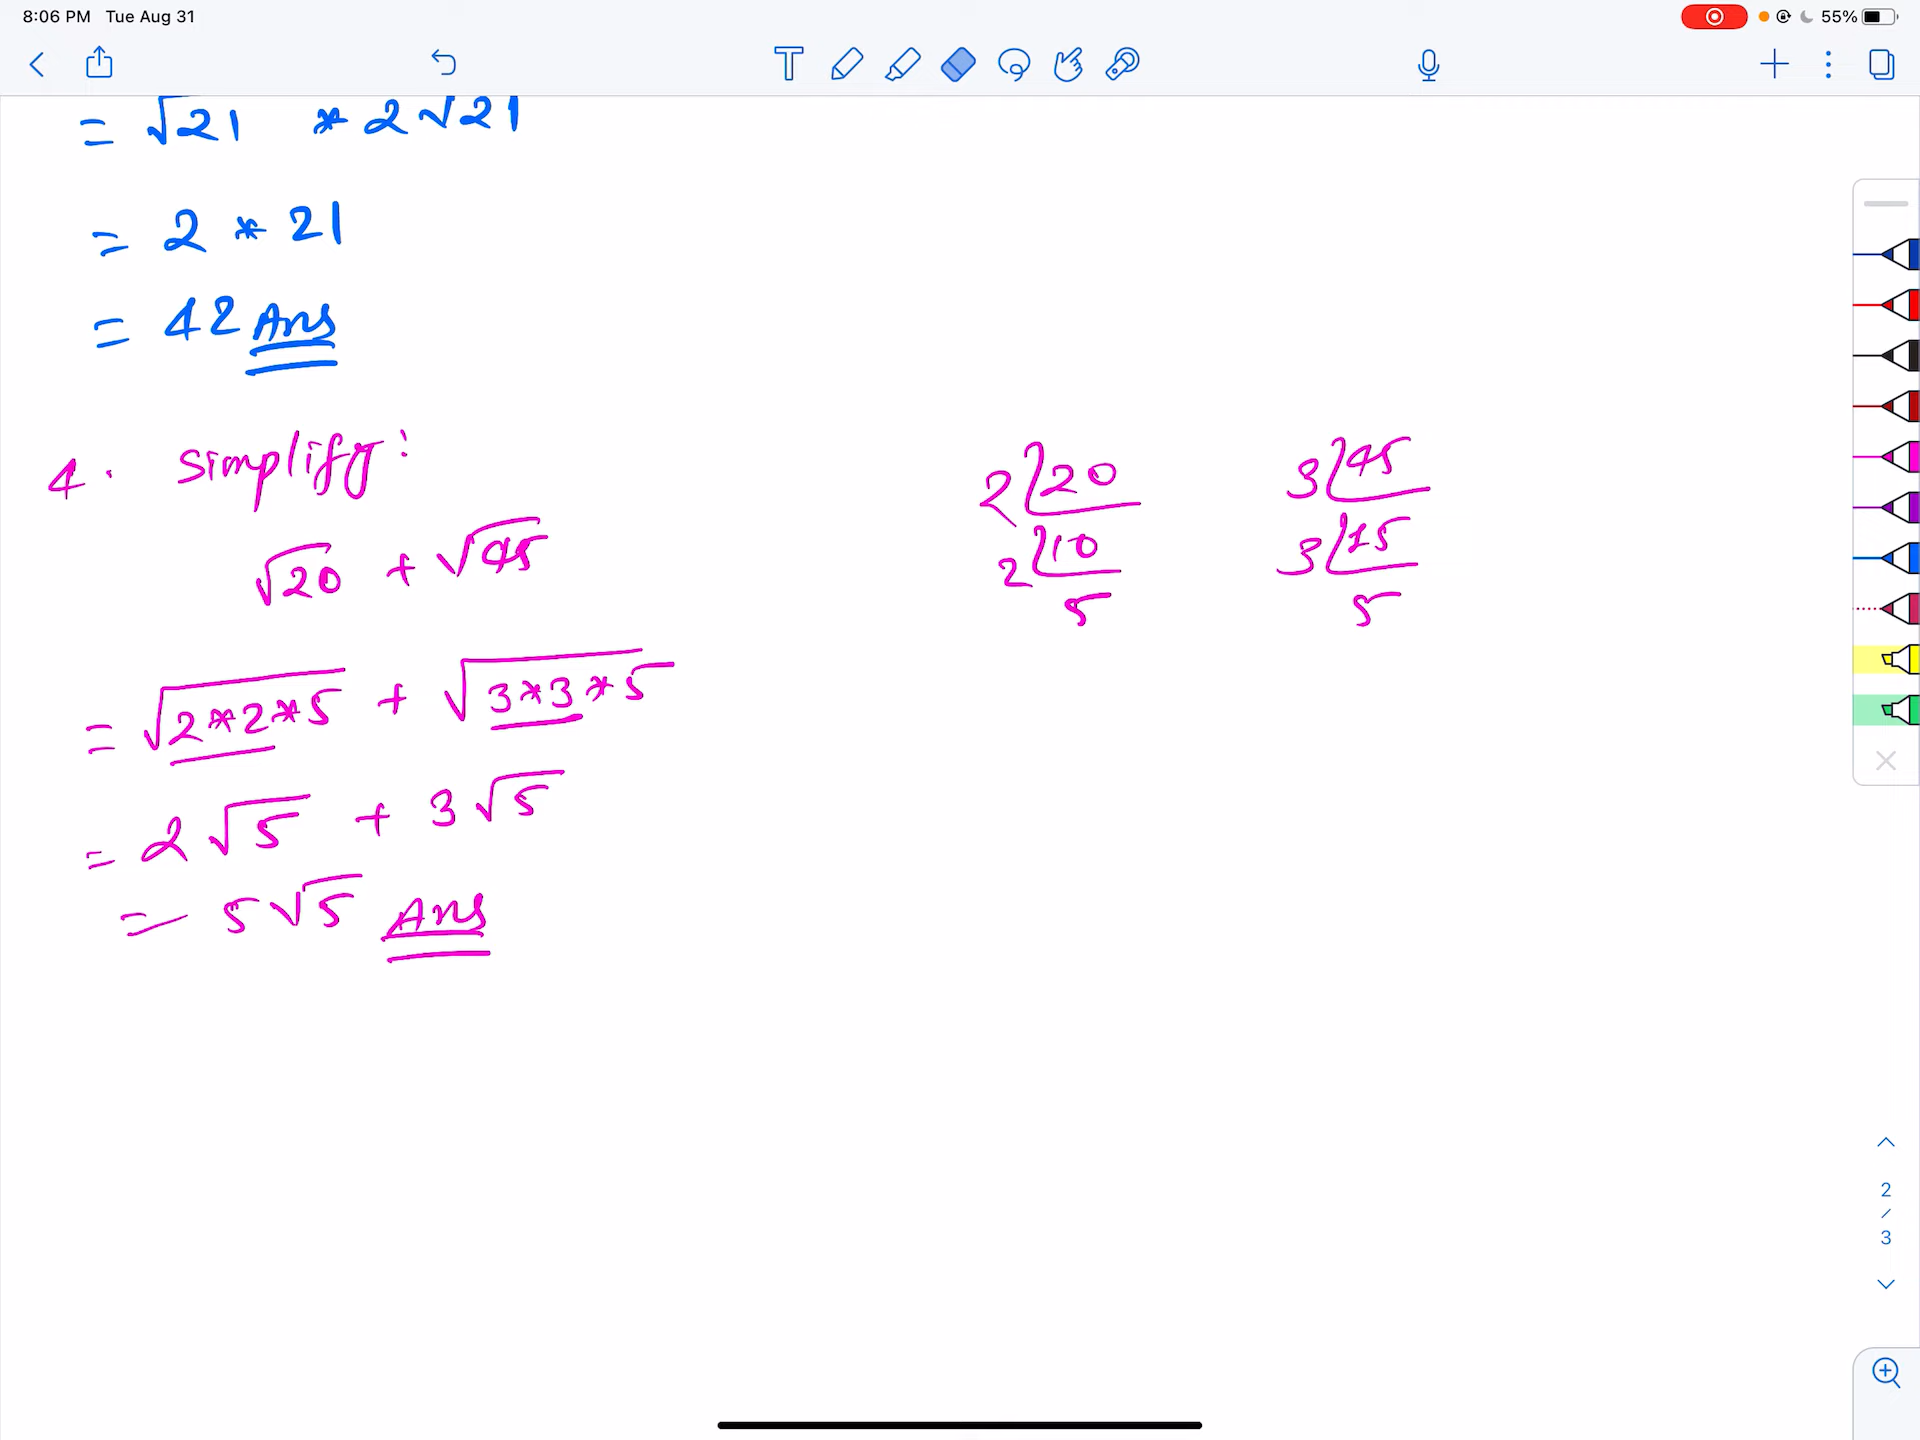 8:06 PM Tue Aug 31
55%
T
= √21 * 2√21
= 2 * 21
= 42 Ans
4. Simplify:
√20 + √45
= √2*2*5 + √3*3*5
= 2√5 + 3√5
= 5√5 Ans
2 20
2 10
5
3 45
3 15
5
2
/
3